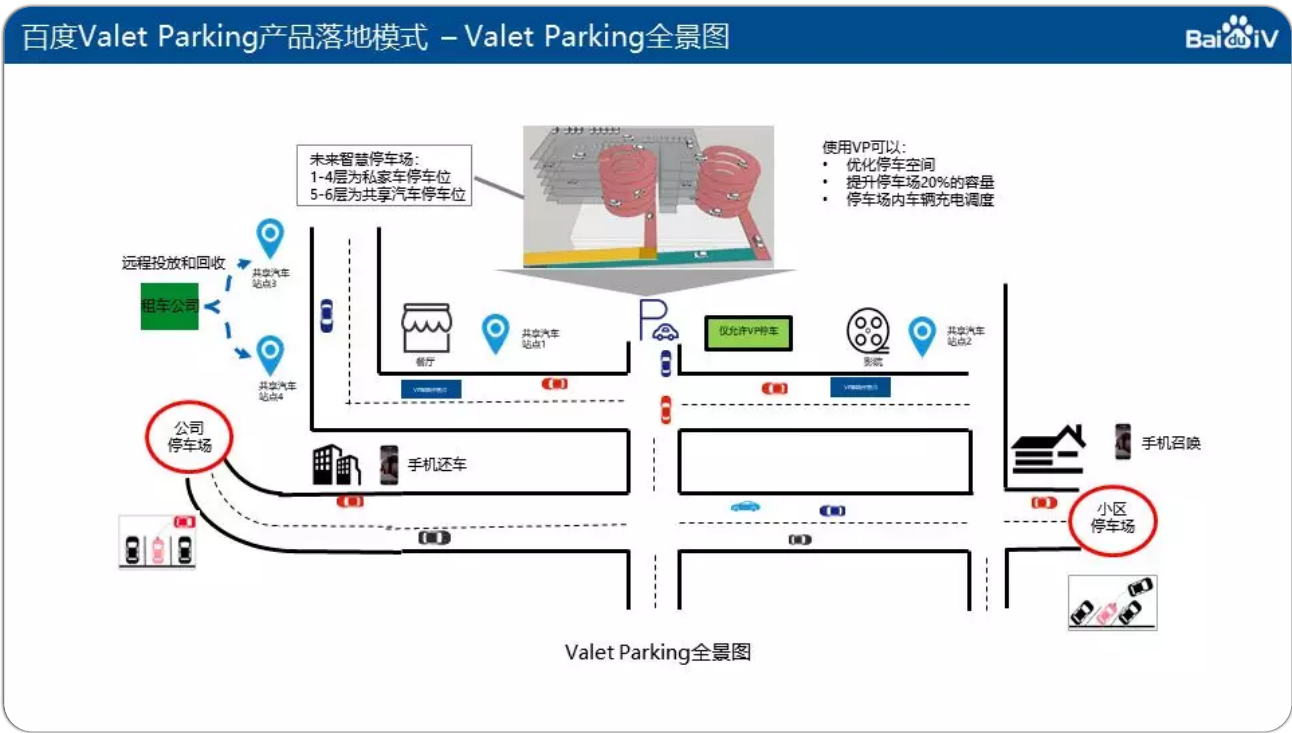 百度Valet Parking产品落地模式 – Valet Parking全景图
Bai du iV
未来智慧停车场:
1-4层为私家车停车位
5-6层为共享汽车停车位
使用VP可以:
• 优化停车空间
• 提升停车场20%的容量
• 停车场内车辆充电调度
远程投放和回收
租车公司
共享汽车
站点3
共享汽车
站点4
餐厅
共享汽车
站点1
P
仅允许VP停车
影院
共享汽车
站点2
公司
停车场
手机还车
手机召唤
小区
停车场
Valet Parking全景图